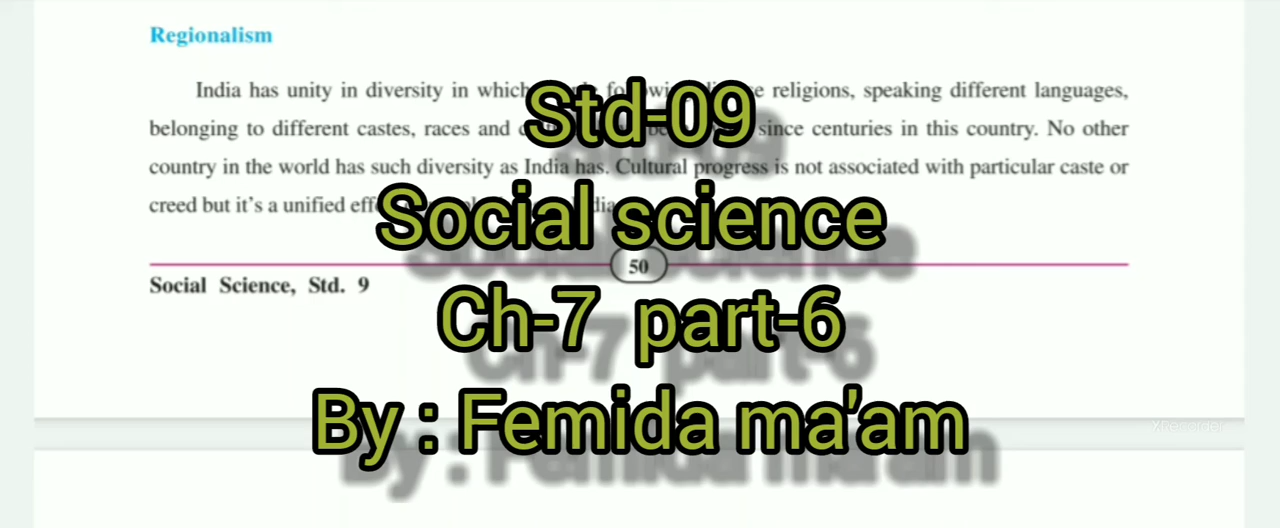 Regionalism
India has unity in diversity in which religions, speaking different languages,
belonging to different castes, races and since centuries in this country. No other
country in the world has such diversity as India has. Cultural progress is not associated with particular caste or
creed but it's a unified
50
Social Science, Std. 9
Std-09
Social science
Ch-7 part-6
By : Femida ma'am
XRecorder